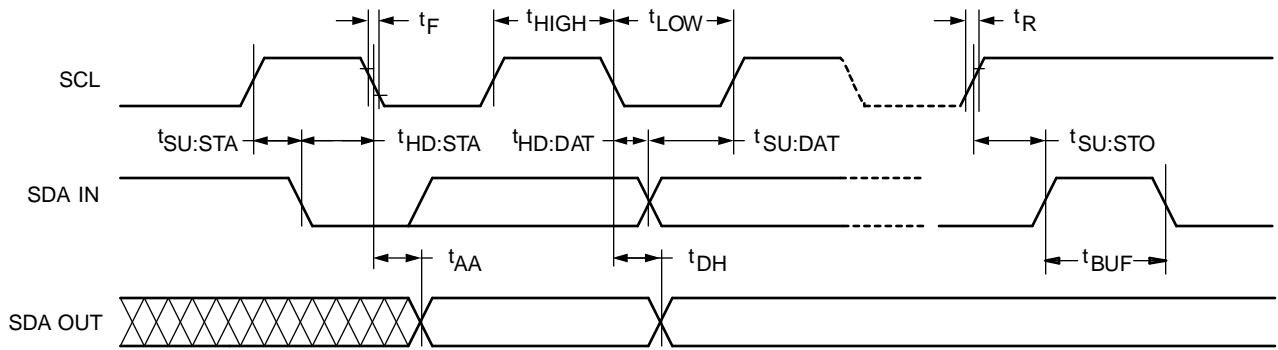 tF
tHIGH
tLOW
tR
SCL
tSU:STA
tHD:STA
tHD:DAT
tSU:DAT
tSU:STO
SDA IN
tAA
tDH
tBUF
SDA OUT